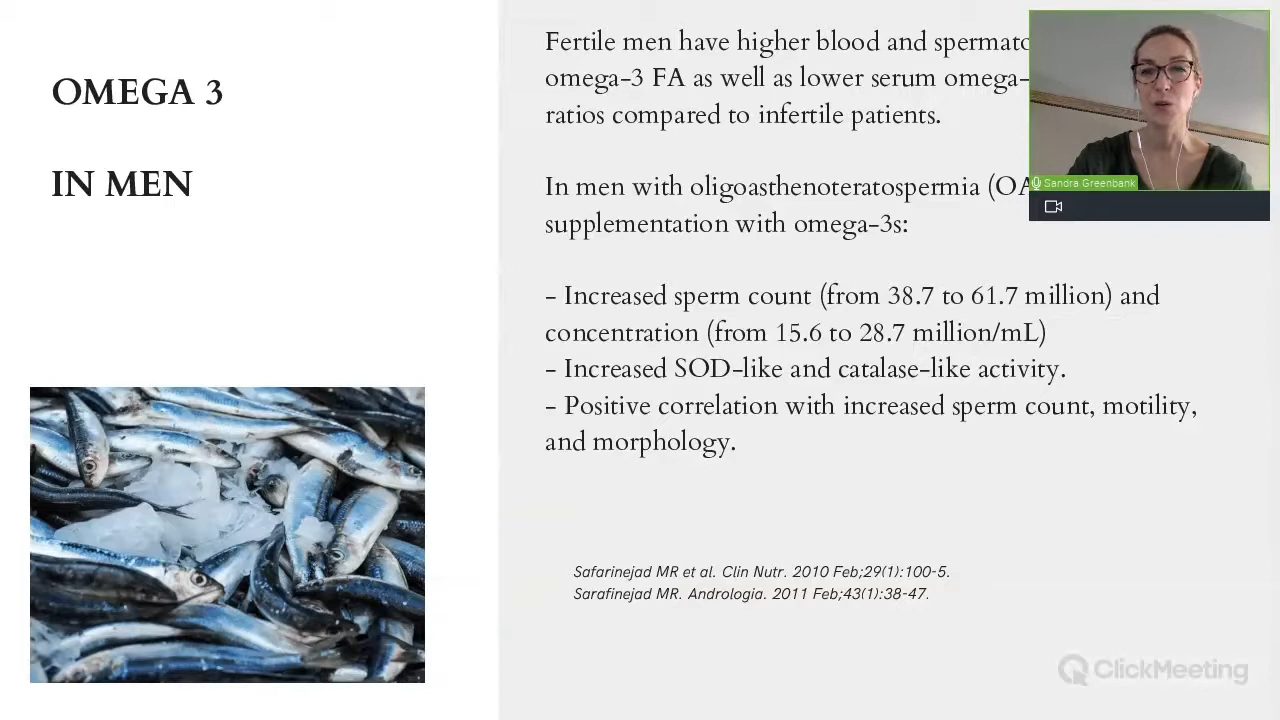 OMEGA 3
IN MEN
Fertile men have higher blood and
omega-3 FA as well as lower serum
ratios compared to infertile patients.
In men with oligoasthenoteratospermia
supplementation with omega-3s:
- Increased sperm count (from 38.7 to 61.7 million) and
concentration (from 15.6 to 28.7 million/mL)
- Increased SOD-like and catalase-like activity.
- Positive correlation with increased sperm count, motility,
and morphology.
Safarinejad MR et al. Clin Nutr. 2010 Feb;29(1):100-5.
Sarafinejad MR. Andrologia. 2011 Feb;43(1):38-47.
Sandra Greenbank
ClickMeeting